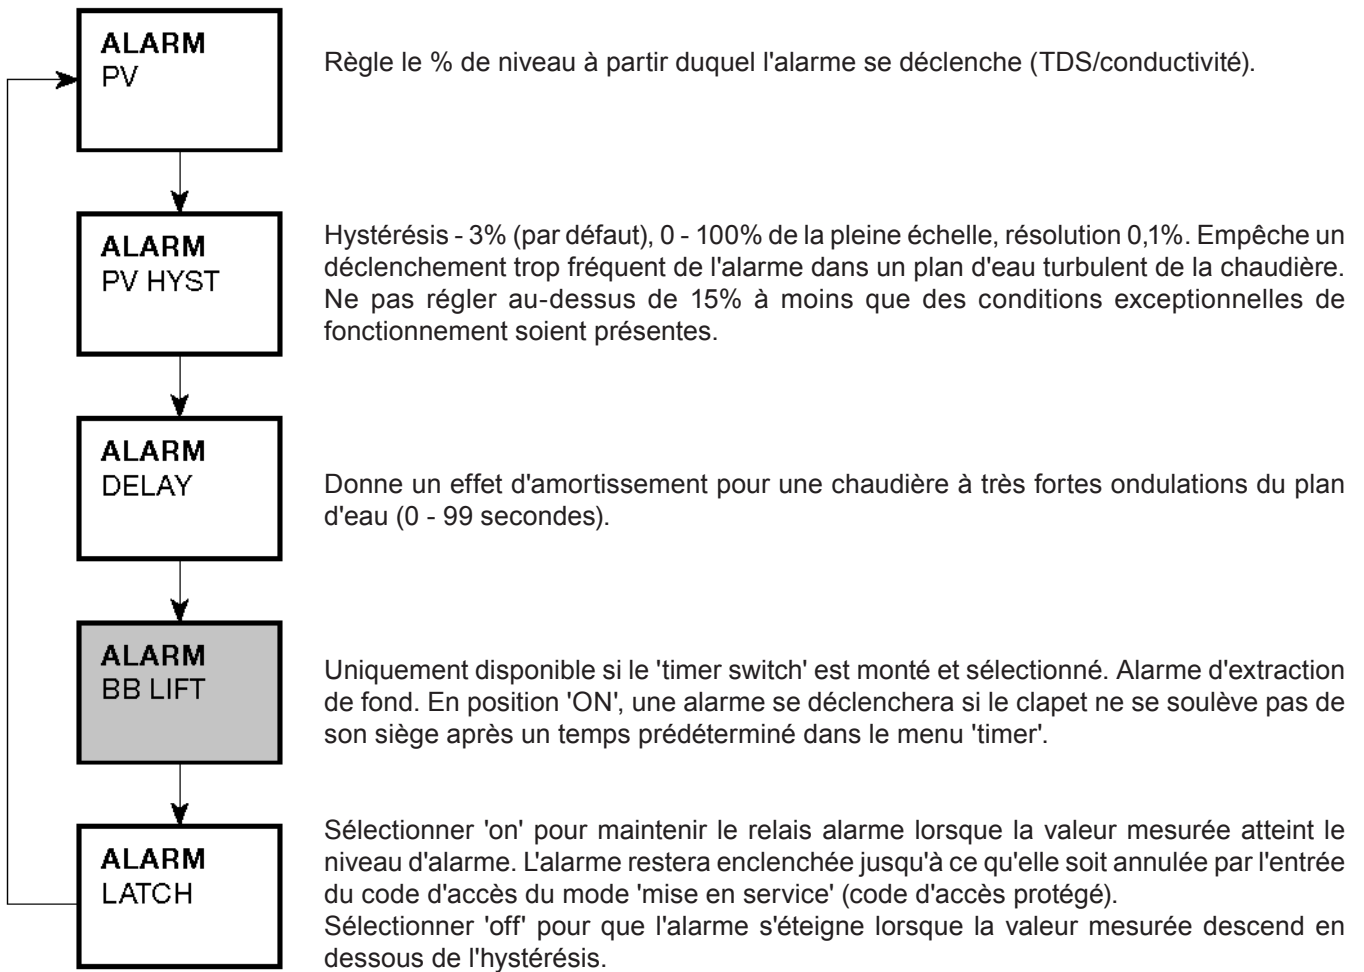 ALARM
PV
Règle le % de niveau à partir duquel l'alarme se déclenche (TDS/conductivité).
ALARM
PV HYST
Hystérésis - 3% (par défaut), 0 - 100% de la pleine échelle, résolution 0,1%. Empêche un
déclenchement trop fréquent de l'alarme dans un plan d'eau turbulent de la chaudière.
Ne pas régler au-dessus de 15% à moins que des conditions exceptionnelles de
fonctionnement soient présentes.
ALARM
DELAY
Donne un effet d'amortissement pour une chaudière à très fortes ondulations du plan
d'eau (0 - 99 secondes).
ALARM
BB LIFT
Uniquement disponible si le 'timer switch' est monté et sélectionné. Alarme d'extraction
de fond. En position 'ON', une alarme se déclenchera si le clapet ne se soulève pas de
son siège après un temps prédéterminé dans le menu 'timer'.
ALARM
LATCH
Sélectionner 'on' pour maintenir le relais alarme lorsque la valeur mesurée atteint le
niveau d'alarme. L'alarme restera enclenchée jusqu'à ce qu'elle soit annulée par l'entrée
du code d'accès du mode 'mise en service' (code d'accès protégé).
Sélectionner 'off' pour que l'alarme s'éteigne lorsque la valeur mesurée descend en
dessous de l'hystérésis.